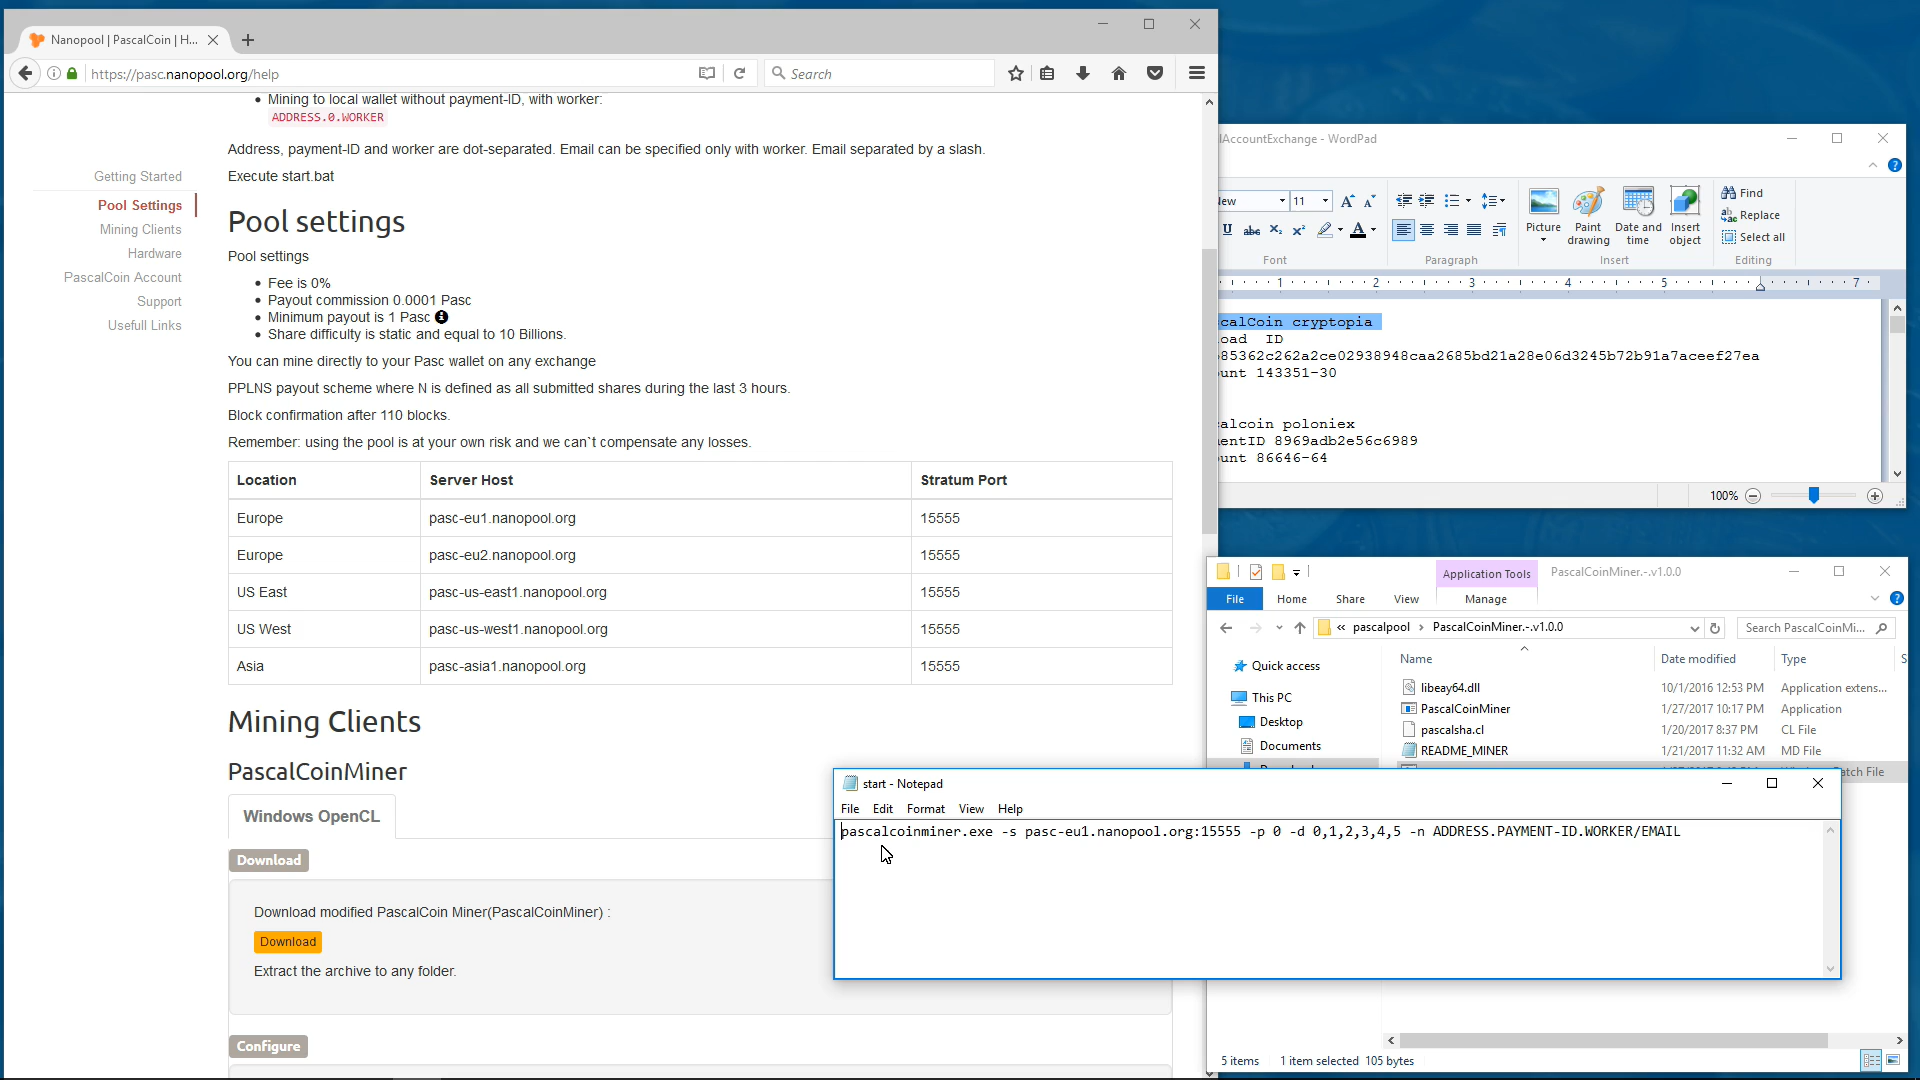 Nanopool | PascalCoin | H...
https://pasc.nanopool.org/help
Search
Mining to local wallet without payment-ID, with worker:
ADDRESS.0.WORKER
Address, payment-ID and worker are dot-separated. Email can be specified only with worker. Email separated by a slash.
Execute start.bat
Getting Started
Pool Settings
Mining Clients
Hardware
PascalCoin Account
Support
Usefull Links
Pool settings
Pool settings
Fee is 0%
Payout commission 0.0001 Pasc
Minimum payout is 1 Pasc
Share difficulty is static and equal to 10 Billions.
You can mine directly to your Pasc wallet on any exchange
PPLNS payout scheme where N is defined as all submitted shares during the last 3 hours.
Block confirmation after 110 blocks.
Remember: using the pool is at your own risk and we can`t compensate any losses.
Location Server Host Stratum Port
Europe pasc-eu1.nanopool.org 15555
Europe pasc-eu2.nanopool.org 15555
US East pasc-us-east1.nanopool.org 15555
US West pasc-us-west1.nanopool.org 15555
Asia pasc-asia1.nanopool.org 15555
Mining Clients
PascalCoinMiner
Windows OpenCL
Download
Download modified PascalCoin Miner(PascalCoinMiner) :
Download
Extract the archive to any folder.
Configure
lAccountExchange - WordPad
11
Find
Replace
Select all
Picture
Paint drawing
Date and time
Insert object
Font
Paragraph
Insert
Editing
1 2 3 4 5 7
calCoin cryptopia
oad ID
85362c262a2ce02938948caa2685bd21a28e06d3245b72b91a7aceef27ea
unt 143351-30
alcoin poloniex
entID 8969adb2e56c6989
unt 86646-64
100%
Application Tools
PascalCoinMiner.-.v1.0.0
File Home Share View Manage
« pascalpool › PascalCoinMiner.-.v1.0.0
Search PascalCoinMi...
Quick access
This PC
Desktop
Documents
Name Date modified Type S
libeay64.dll 10/1/2016 12:53 PM Application extens...
PascalCoinMiner 1/27/2017 10:17 PM Application
pascalsha.cl 1/20/2017 8:37 PM CL File
README_MINER 1/21/2017 11:32 AM MD File
atch File
start - Notepad
File Edit Format View Help
pascalcoinminer.exe -s pasc-eu1.nanopool.org:15555 -p 0 -d 0,1,2,3,4,5 -n ADDRESS.PAYMENT-ID.WORKER/EMAIL
5 items 1 item selected 105 bytes